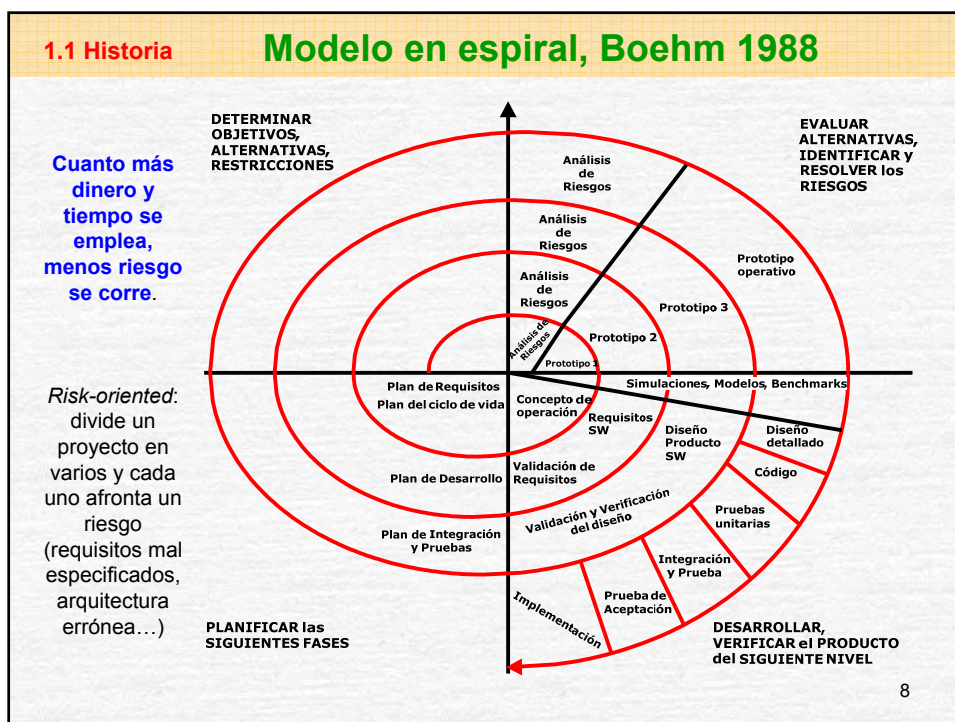 1.1 Historia
Modelo en espiral, Boehm 1988
Cuanto más
dinero y
tiempo se
emplea,
menos riesgo
se corre.
Risk-oriented:
divide un
proyecto en
varios y cada
uno afronta un
riesgo
(requisitos mal
especificados,
arquitectura
errónea…)
DETERMINAR
OBJETIVOS,
ALTERNATIVAS,
RESTRICCIONES
EVALUAR
ALTERNATIVAS,
IDENTIFICAR y
RESOLVER los
RIESGOS
Análisis
de
Riesgos
Análisis
de
Riesgos
Análisis
de
Riesgos
Análisis de
Riesgos
Prototipo 1
Prototipo 2
Prototipo 3
Prototipo
operativo
Simulaciones, Modelos, Benchmarks
Plan de Requisitos
Plan del ciclo de vida
Concepto de
operación
Requisitos
SW
Diseño
Producto
SW
Diseño
detallado
Código
Plan de Desarrollo
Validación de
Requisitos
Plan de Integración
y Pruebas
Validación y Verificación
del diseño
Pruebas
unitarias
Integración
y Prueba
Prueba de
Aceptación
Implementación
PLANIFICAR las
SIGUIENTES FASES
DESARROLLAR,
VERIFICAR el PRODUCTO
del SIGUIENTE NIVEL
8